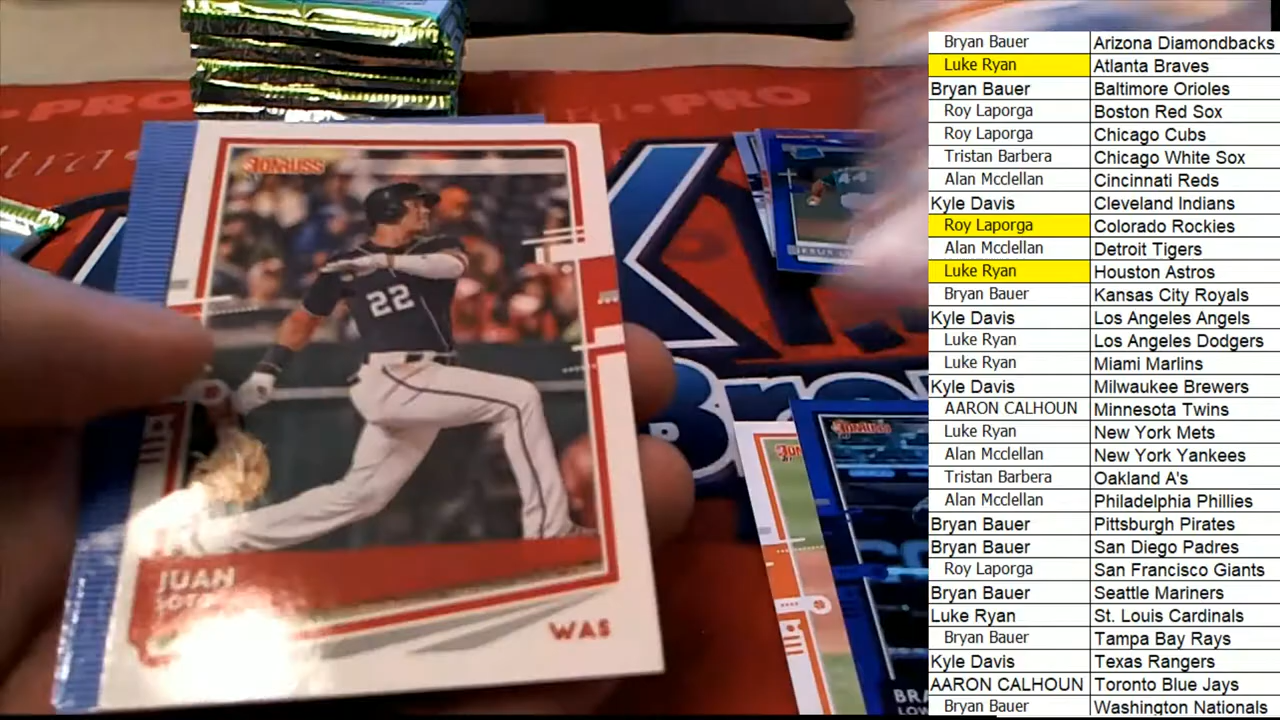 DONRUSS
22
JUAN
WAS
PRO
DONRUSS
BRA
LOW
Bryan Bauer Arizona Diamondbacks
Luke Ryan Atlanta Braves
Bryan Bauer Baltimore Orioles
Roy Laporga Boston Red Sox
Roy Laporga Chicago Cubs
Tristan Barbera Chicago White Sox
Alan Mcclellan Cincinnati Reds
Kyle Davis Cleveland Indians
Roy Laporga Colorado Rockies
Alan Mcclellan Detroit Tigers
Luke Ryan Houston Astros
Bryan Bauer Kansas City Royals
Kyle Davis Los Angeles Angels
Luke Ryan Los Angeles Dodgers
Luke Ryan Miami Marlins
Kyle Davis Milwaukee Brewers
AARON CALHOUN Minnesota Twins
Luke Ryan New York Mets
Alan Mcclellan New York Yankees
Tristan Barbera Oakland A's
Alan Mcclellan Philadelphia Phillies
Bryan Bauer Pittsburgh Pirates
Bryan Bauer San Diego Padres
Roy Laporga San Francisco Giants
Bryan Bauer Seattle Mariners
Luke Ryan St. Louis Cardinals
Bryan Bauer Tampa Bay Rays
Kyle Davis Texas Rangers
AARON CALHOUN Toronto Blue Jays
Bryan Bauer Washington Nationals